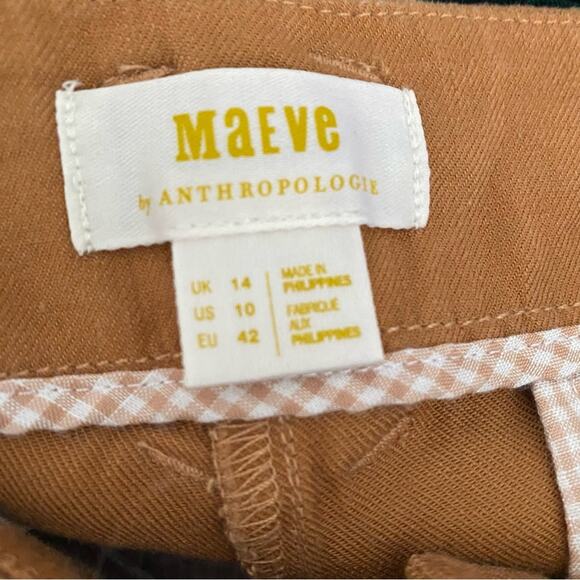 MaEve
by ANTHROPOLOGIE
UK 14
US 10
EU 42
MADE IN
PHILIPPINES
FABRIQUÉ
AUX
PHILIPPINES